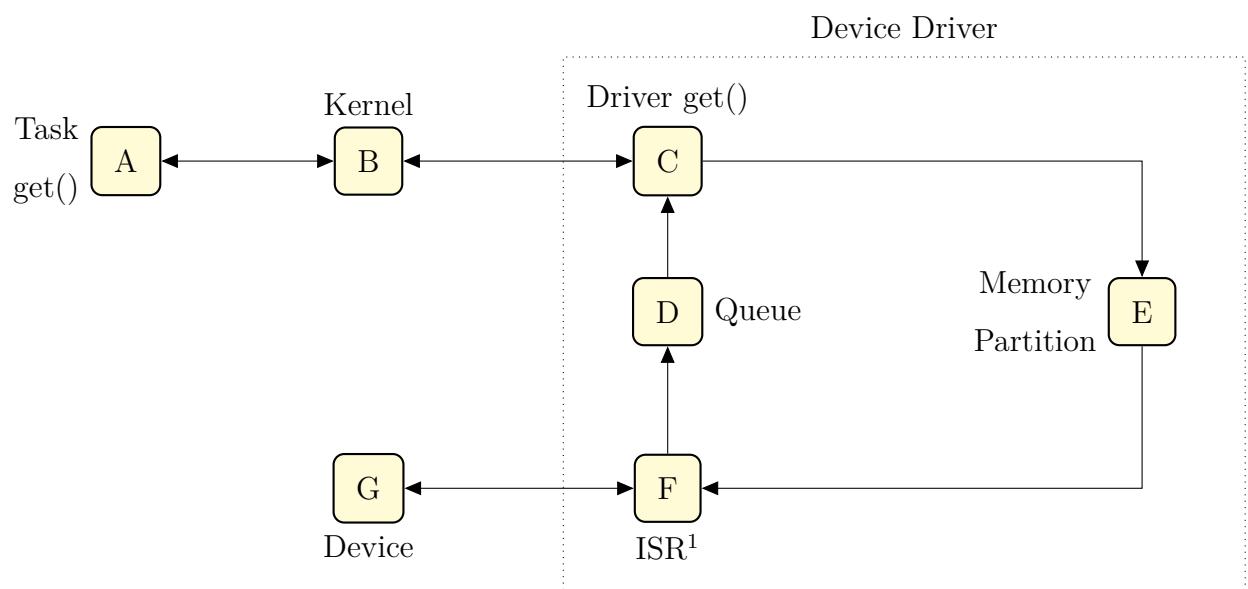 Device Driver
Driver get()
Kernel
Task
get()
A
B
C
Memory
Partition
D
Queue
E
G
F
Device
ISR¹